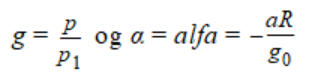 g = p/p₁ og α = alfa = −aR/g₀